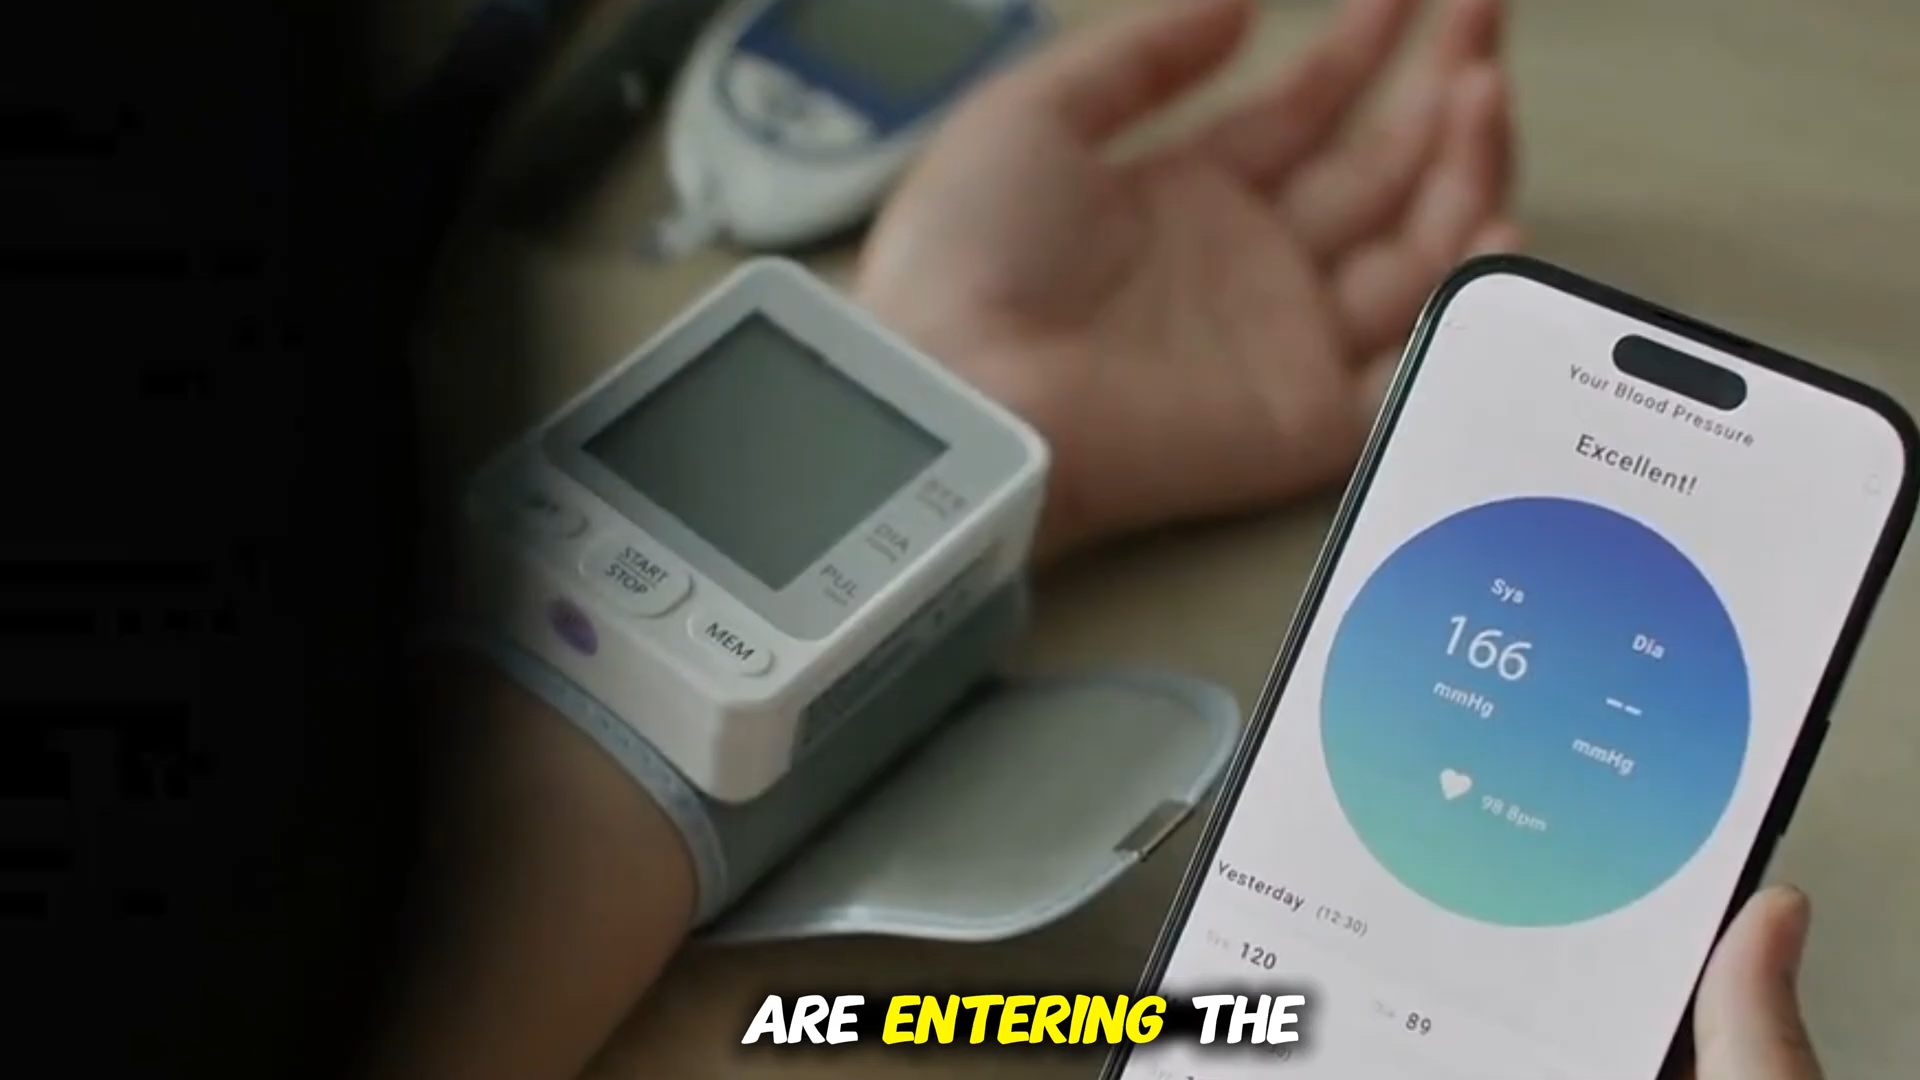 START
STOP
MEM
DIA
PUL
Your Blood Pressure
Excellent!
Sys
166
mmHg
Dia
--
mmHg
98 8pm
Yesterday (12:30)
120
89
ARE ENTERING THE